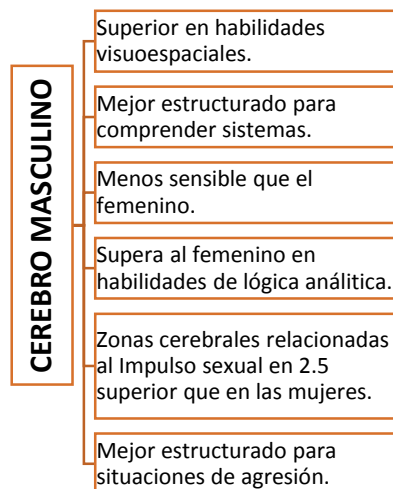 CEREBRO MASCULINO
Superior en habilidades
visuoespaciales.
Mejor estructurado para
comprender sistemas.
Menos sensible que el
femenino.
Supera al femenino en
habilidades de lógica análitica.
Zonas cerebrales relacionadas
al Impulso sexual en 2.5
superior que en las mujeres.
Mejor estructurado para
situaciones de agresión.